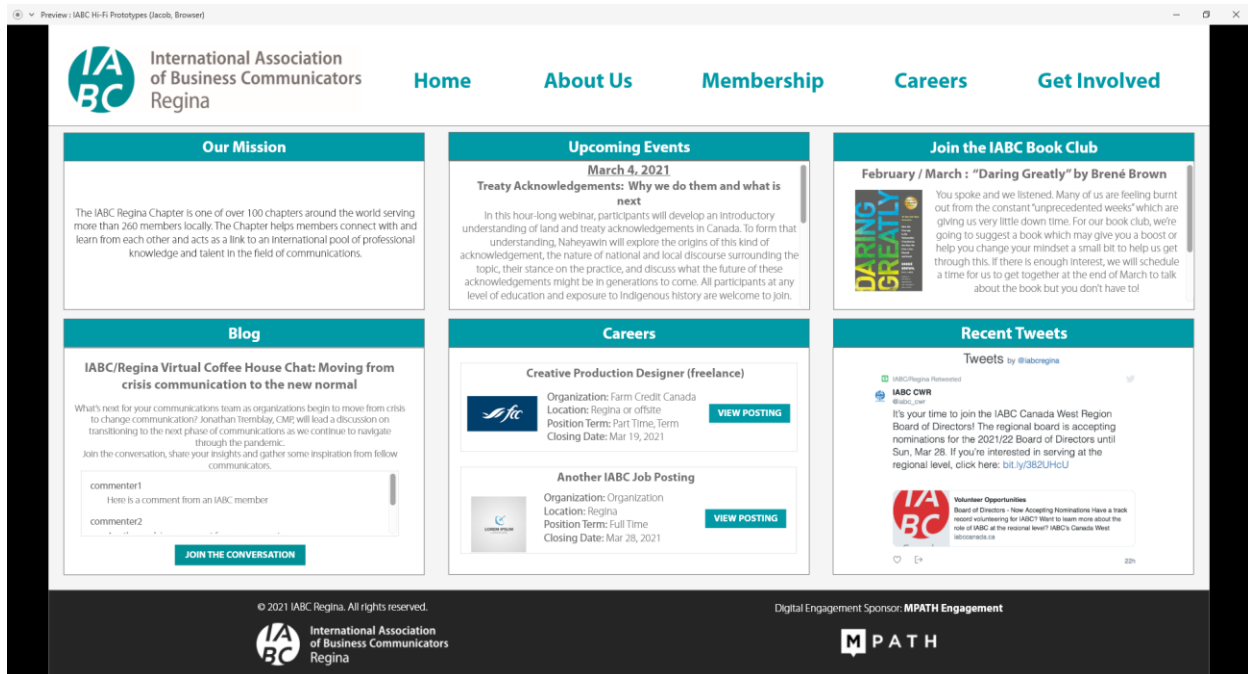 Preview : IABC Hi-Fi Prototypes (Jacob, Browser)
IABC
International Association
of Business Communicators
Regina
Home
About Us
Membership
Careers
Get Involved
Our Mission
The IABC Regina Chapter is one of over 100 chapters around the world serving
more than 260 members locally. The Chapter helps members connect with and
learn from each other and acts as a link to an international pool of professional
knowledge and talent in the field of communications.
Upcoming Events
March 4, 2021
Treaty Acknowledgements: Why we do them and what is
next
In this hour-long webinar, participants will develop an introductory
understanding of land and treaty acknowledgements in Canada. To form that
understanding, Naheyawin will explore the origins of this kind of
acknowledgement, the nature of national and local discourse surrounding the
topic, their stance on the practice, and discuss what the future of these
acknowledgements might be in generations to come. All participants at any
level of education and exposure to Indigenous history are welcome to join.
Join the IABC Book Club
February / March : "Daring Greatly" by Brené Brown
DARING
GREATLY
You spoke and we listened. Many of us are feeling burnt
out from the constant "unprecedented weeks" which are
giving us very little down time. For our book club, we're
going to suggest a book which may give you a boost or
help you change your mindset a small bit to help us get
through this. If there is enough interest, we will schedule
a time for us to get together at the end of March to talk
about the book but you don't have to!
Blog
IABC/Regina Virtual Coffee House Chat: Moving from
crisis communication to the new normal
What's next for your communications team as organizations begin to move from crisis
to change communication? Jonathan Tremblay, CMP, will lead a discussion on
transitioning to the next phase of communications as we continue to navigate
through the pandemic.
Join the conversation, share your insights and gather some inspiration from fellow
communicators.
commenter1
Here is a comment from an IABC member
commenter2
JOIN THE CONVERSATION
Careers
Creative Production Designer (freelance)
fcc
Organization: Farm Credit Canada
Location: Regina or offsite
Position Term: Part Time, Term
Closing Date: Mar 19, 2021
VIEW POSTING
Another IABC Job Posting
LOREM IPSUM
Organization: Organization
Location: Regina
Position Term: Full Time
Closing Date: Mar 28, 2021
VIEW POSTING
Recent Tweets
Tweets by @iabcregina
IABC/Regina Retweeted
IABC CWR
@iabc_cwr
It's your time to join the IABC Canada West Region
Board of Directors! The regional board is accepting
nominations for the 2021/22 Board of Directors until
Sun, Mar 28. If you're interested in serving at the
regional level, click here: bit.ly/382UHcU
IABC
Volunteer Opportunities
Board of Directors - Now Accepting Nominations Have a track
record volunteering for IABC? Want to learn more about the
role of IABC at the regional level? IABC's Canada West
iabccanada.ca
22h
© 2021 IABC Regina. All rights reserved.
IABC
International Association
of Business Communicators
Regina
Digital Engagement Sponsor: MPATH Engagement
MPATH